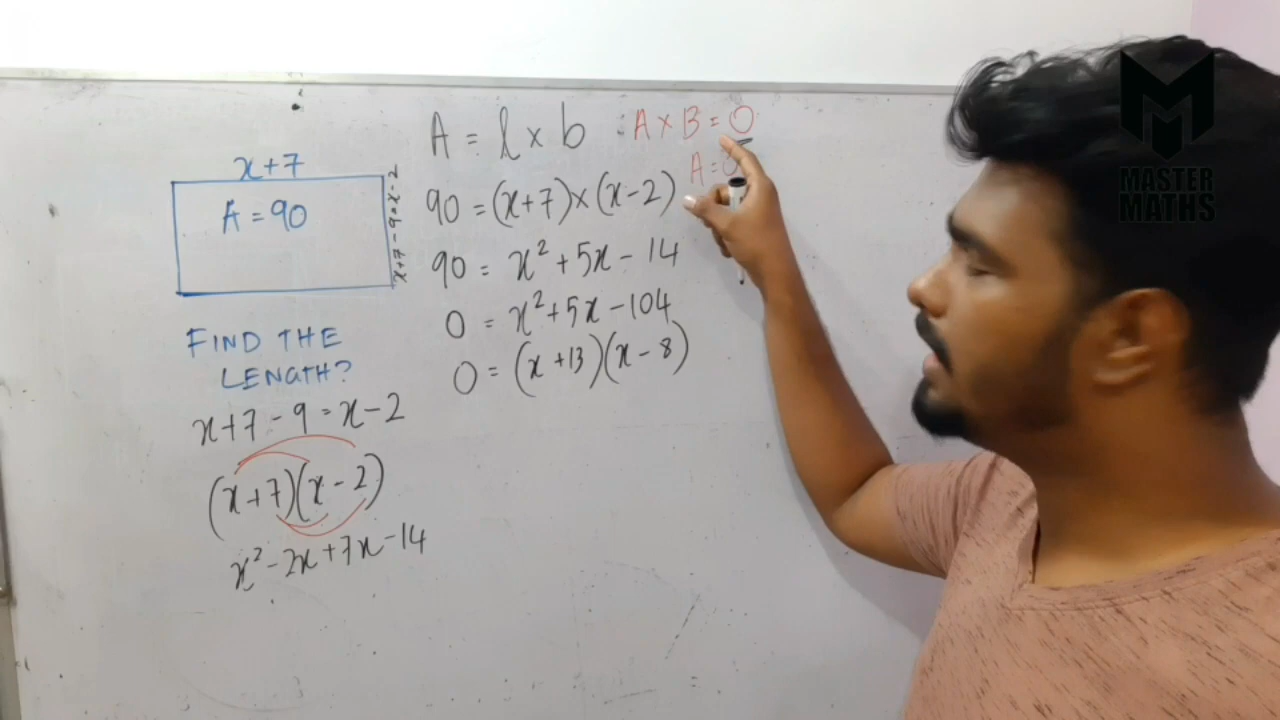 x+7
A = 90
x+7-9=x-2
FIND THE
LENGTH?
x+7-9=x-2
(x+7)(x-2)
x²-2x+7x-14
A = l × b
90 = (x+7)×(x-2)
90 = x²+5x-14
0 = x²+5x-104
0 = (x+13)(x-8)
A × B = 0
A = 0
MASTER
MATHS